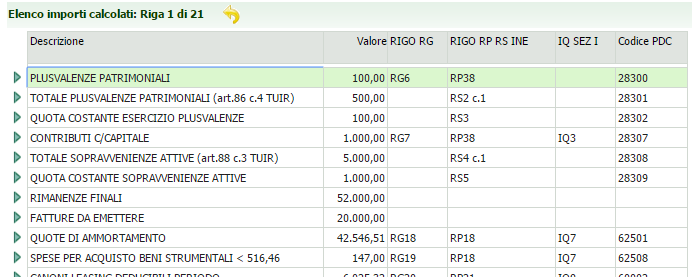 Elenco importi calcolati: Riga 1 di 21
Descrizione Valore RIGO RG RIGO RP RS INE IQ SEZ I Codice PDC
PLUSVALENZE PATRIMONIALI 100,00 RG6 RP38 28300
TOTALE PLUSVALENZE PATRIMONIALI (art.86 c.4 TUIR) 500,00 RS2 c.1 28301
QUOTA COSTANTE ESERCIZIO PLUSVALENZE 100,00 RS3 28302
CONTRIBUTI C/CAPITALE 1.000,00 RG7 RP38 IQ3 28307
TOTALE SOPRAVVENIENZE ATTIVE (art.88 c.3 TUIR) 5.000,00 RS4 c.1 28308
QUOTA COSTANTE SOPAVVENIENZE ATTIVE 1.000,00 RS5 28309
RIMANENZE FINALI 52.000,00
FATTURE DA EMETTERE 20.000,00
QUOTE DI AMMORTAMENTO 42.546,51 RG18 RP18 IQ7 62501
SPESE PER ACQUISTO BENI STRUMENTALI < 516,46 147,00 RG19 RP18 IQ7 62508
CANONI LEASING DEDUCIBILI PERIODO